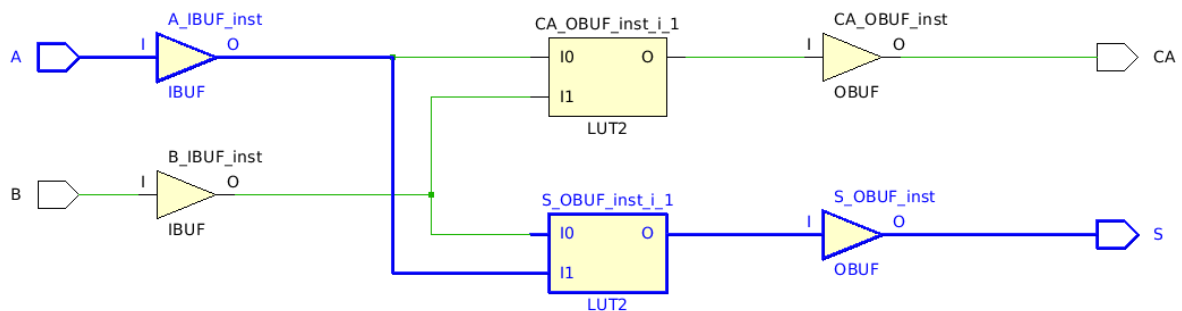 A_IBUF_inst
CA_OBUF_inst_i_1
CA_OBUF_inst
A
I
O
I0
O
I
O
CA
IBUF
I1
OBUF
LUT2
B_IBUF_inst
B
I
O
IBUF
S_OBUF_inst_i_1
S_OBUF_inst
I0
O
I
O
S
I1
OBUF
LUT2